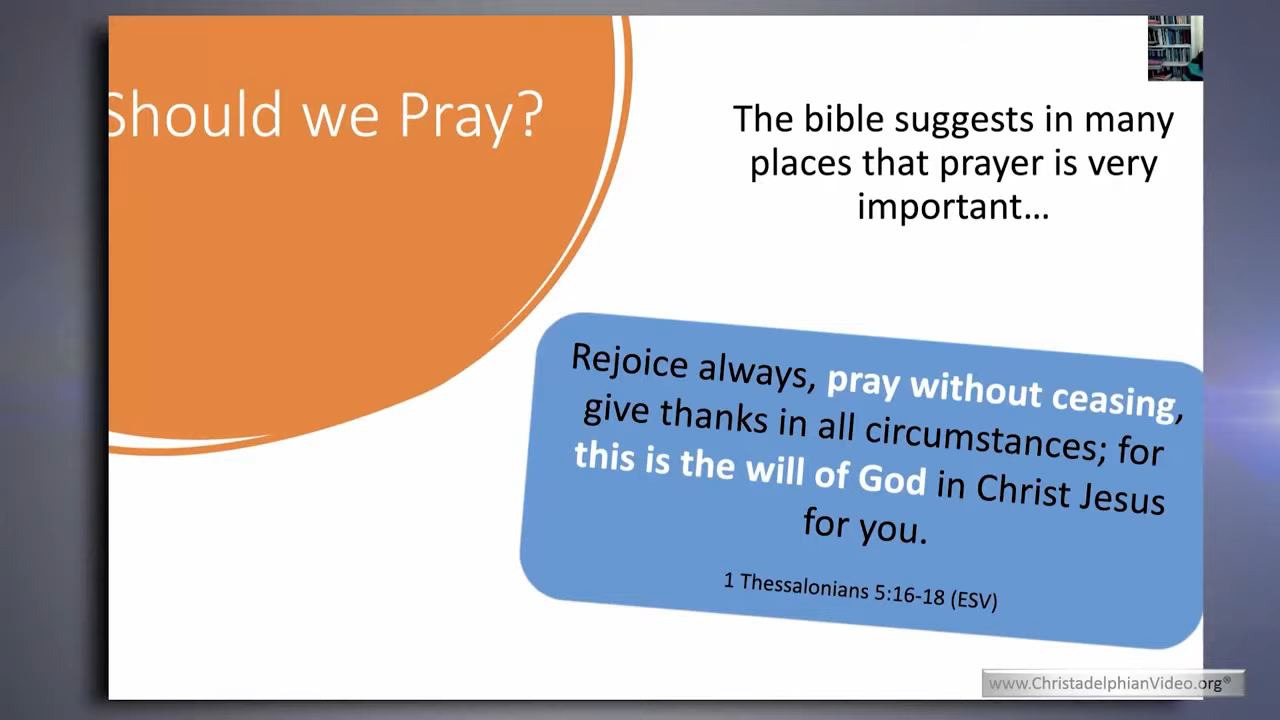 Should we Pray?
The bible suggests in many
places that prayer is very
important...
Rejoice always, pray without ceasing,
give thanks in all circumstances; for
this is the will of God in Christ Jesus
for you.
1 Thessalonians 5:16-18 (ESV)
www.ChristadelphianVideo.org®